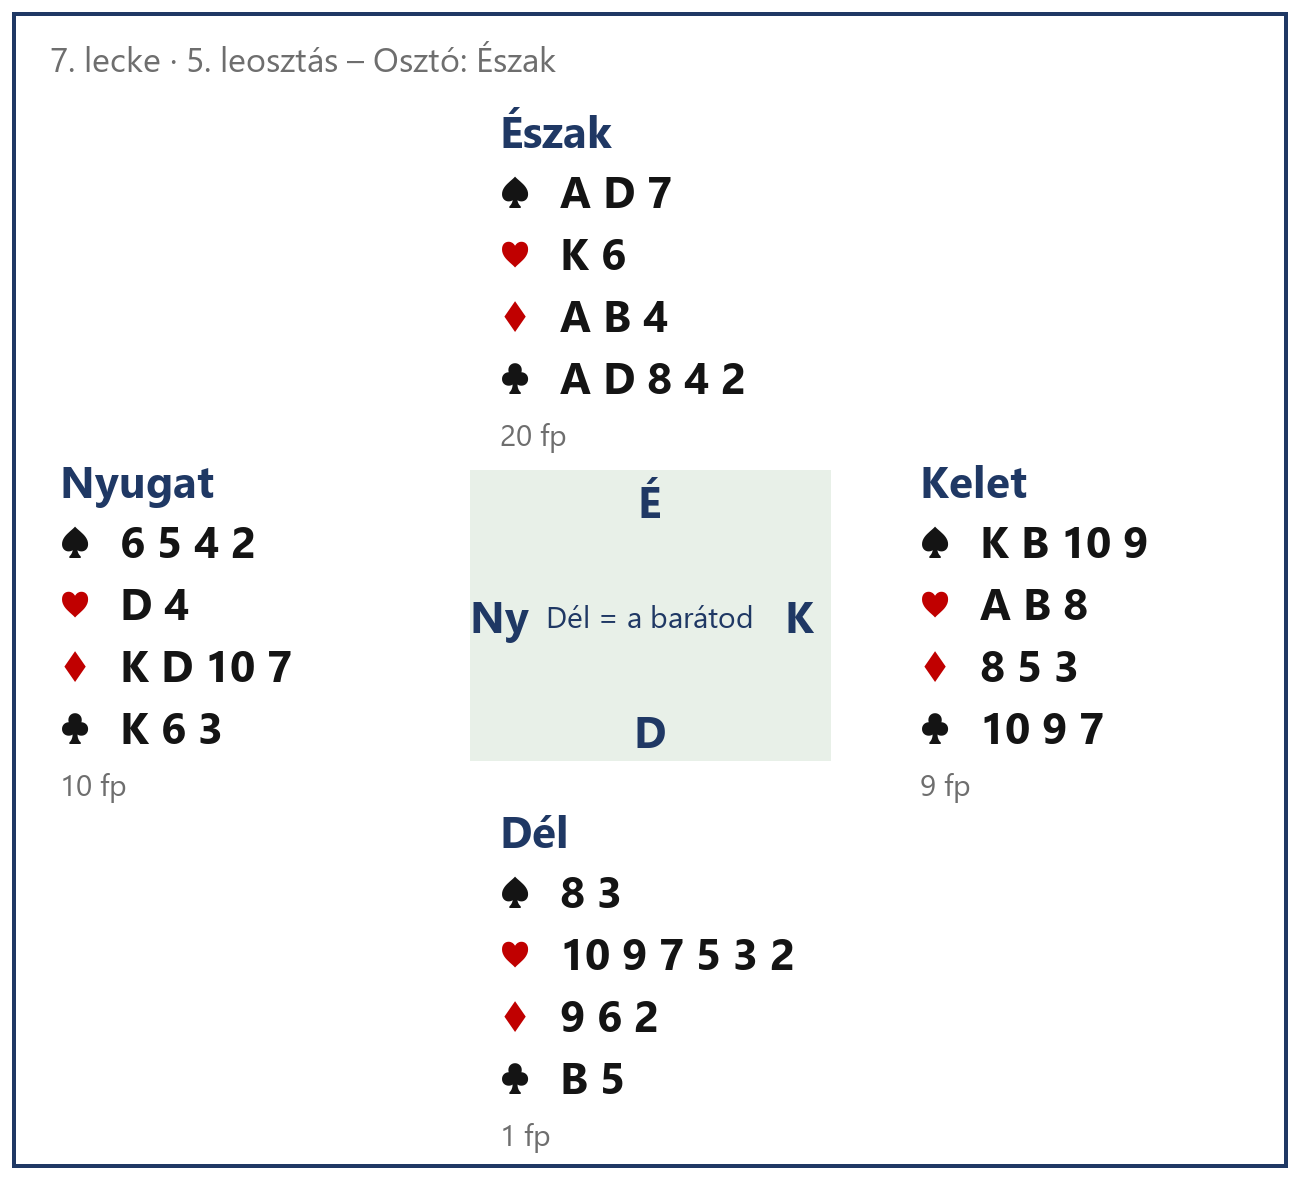 7. lecke · 5. leosztás – Osztó: Észak
Észak
♠ A D 7
♥ K 6
♦ A B 4
♣ A D 8 4 2
20 fp
Nyugat
♠ 6 5 4 2
♥ D 4
♦ K D 10 7
♣ K 6 3
10 fp
É
Ny Dél = a barátod K
D
Kelet
♠ K B 10 9
♥ A B 8
♦ 8 5 3
♣ 10 9 7
9 fp
Dél
♠ 8 3
♥ 10 9 7 5 3 2
♦ 9 6 2
♣ B 5
1 fp